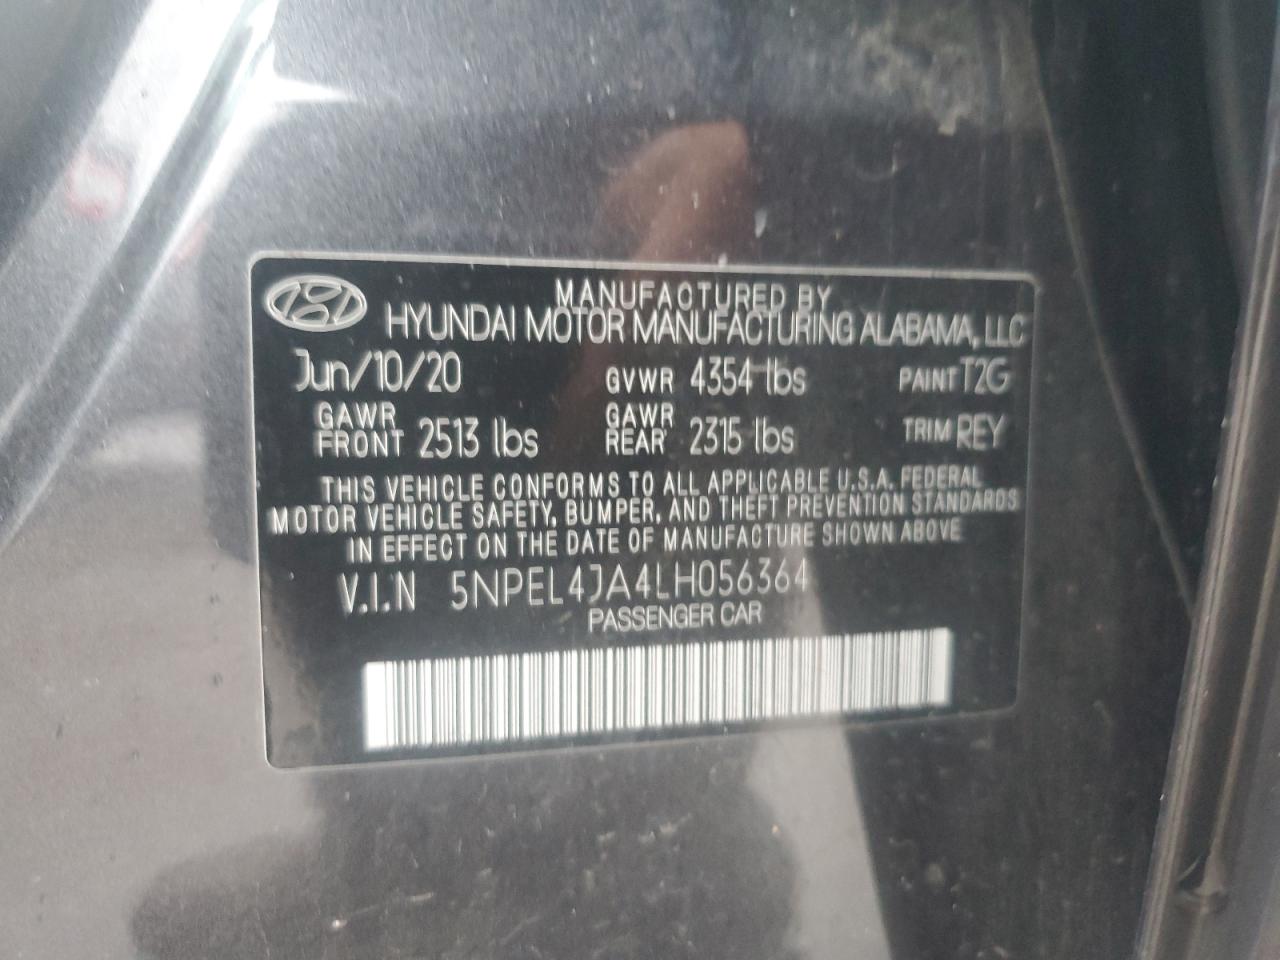 MANUFACTURED BY
HYUNDAI MOTOR MANUFACTURING ALABAMA, LLC
Jun/10/20 GVWR 4354 lbs PAINT T2G
GAWR FRONT 2513 lbs GAWR REAR 2315 lbs TRIM REY
THIS VEHICLE CONFORMS TO ALL APPLICABLE U.S.A. FEDERAL
MOTOR VEHICLE SAFETY, BUMPER, AND THEFT PREVENTION STANDARDS
IN EFFECT ON THE DATE OF MANUFACTURE SHOWN ABOVE
V.I.N 5NPEL4JA4LH056364
PASSENGER CAR